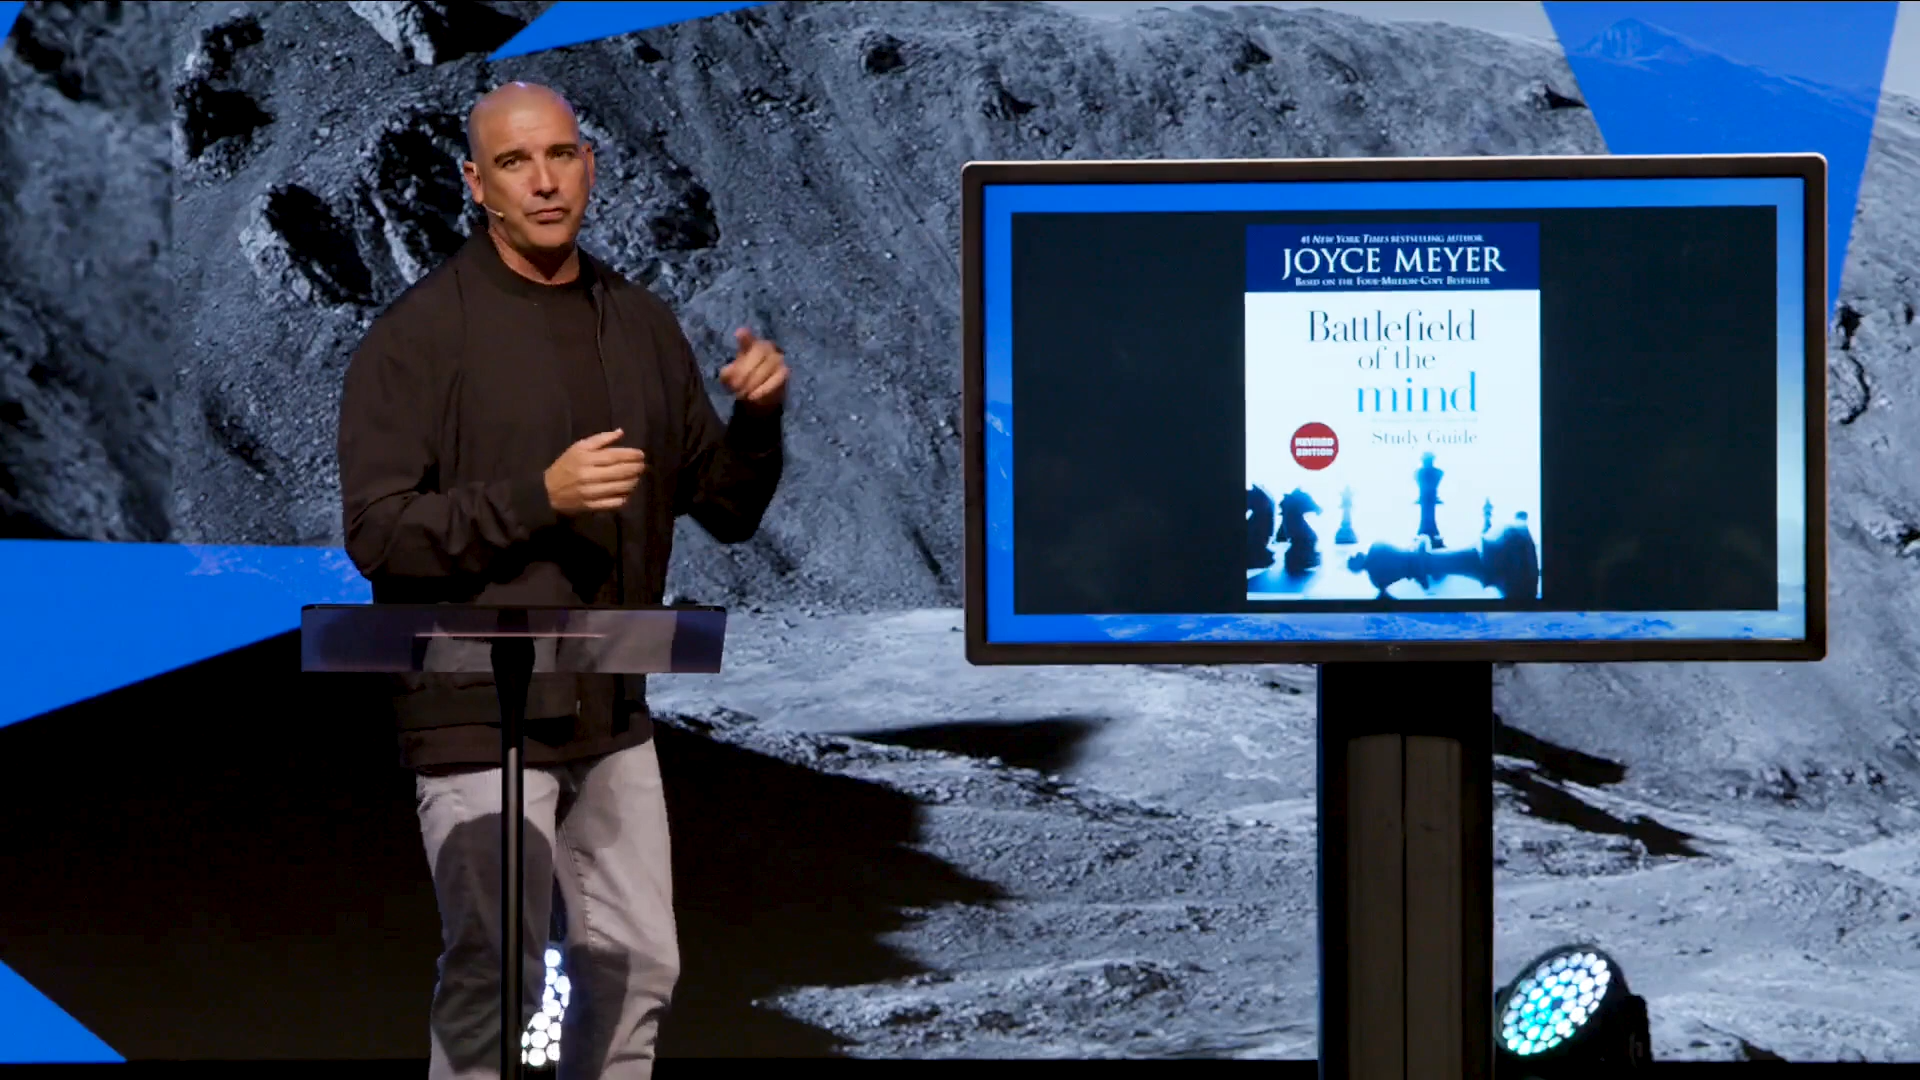 #1 NEW YORK TIMES BESTSELLING AUTHOR
JOYCE MEYER
BASED ON THE FOUR-MILLION-COPY BESTSELLER
Battlefield
of the
mind
Study Guide
REVISED
EDITION